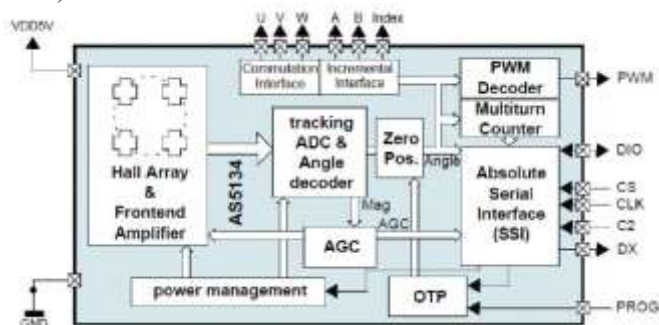 U V W A B Index
VDD5V
Commutation Interface
Incremental Interface
PWM Decoder
PWM
Multiturn Counter
tracking ADC & Angle decoder
Zero Pos.
Angle
DIO
Hall Array & Frontend Amplifier
AS5134
Absolute Serial Interface (SSI)
CS
CLK
C2
DX
Mag
AGC
AGC
power management
OTP
PROG
GND